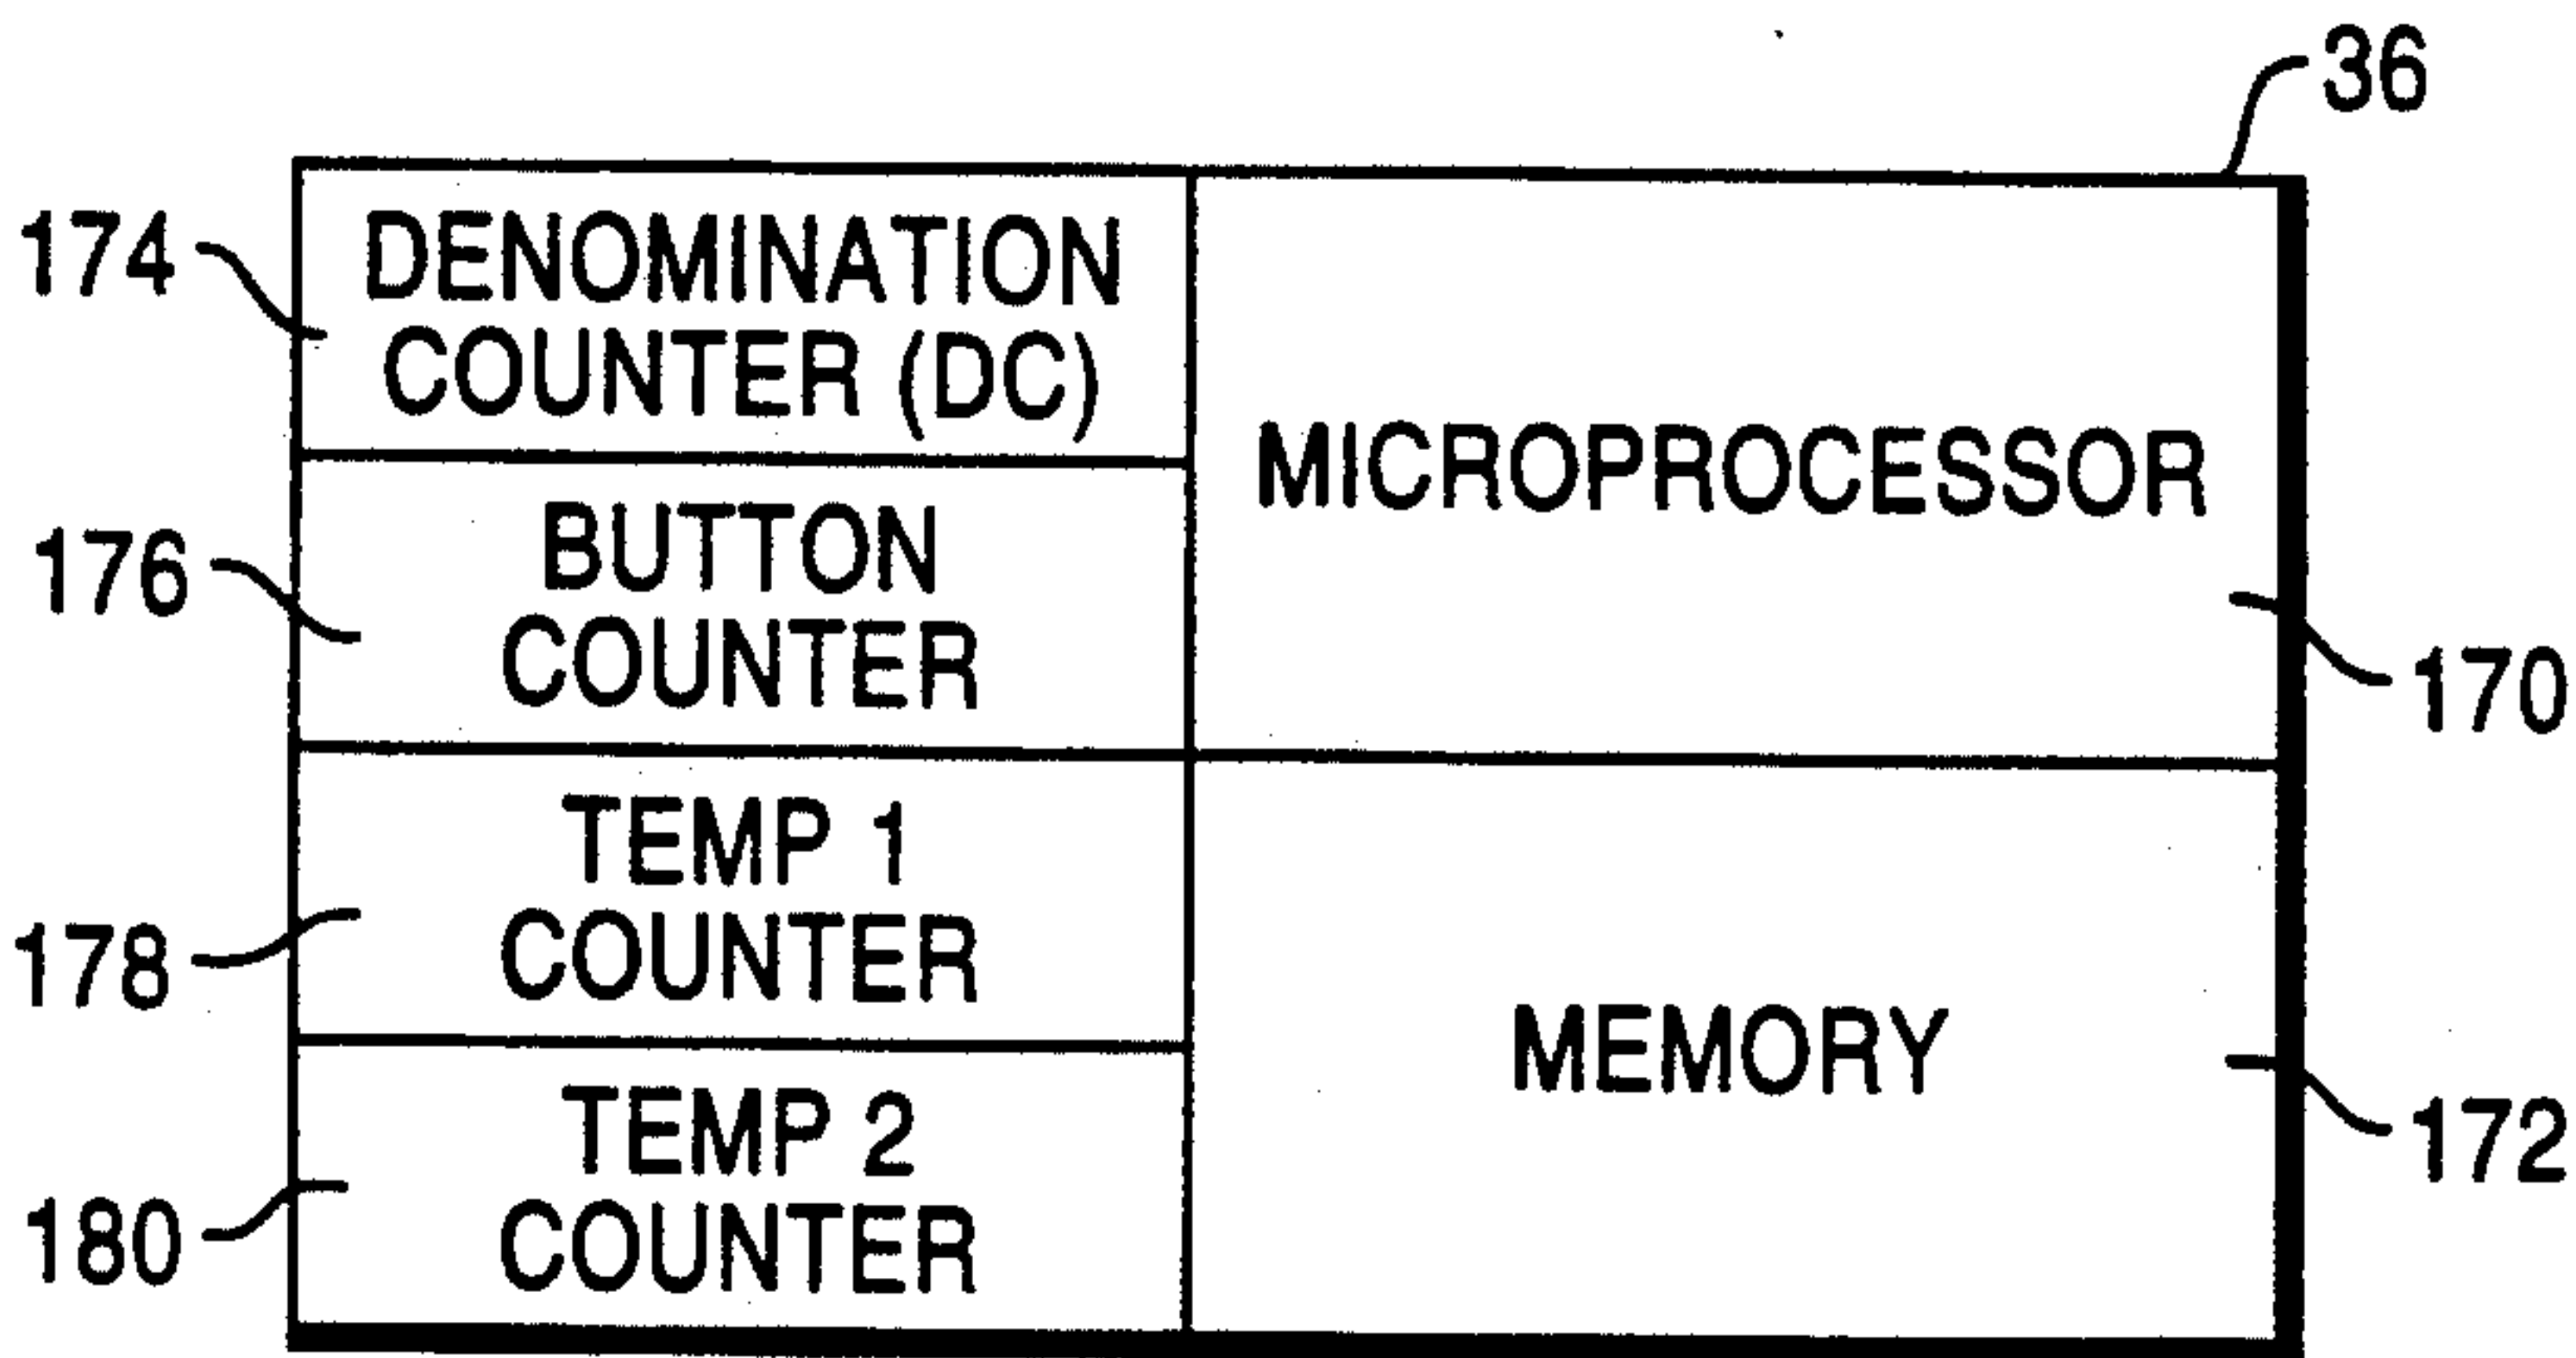 36
174
DENOMINATION
COUNTER (DC)
MICROPROCESSOR
176
BUTTON
COUNTER
170
178
TEMP 1
COUNTER
MEMORY
172
180
TEMP 2
COUNTER